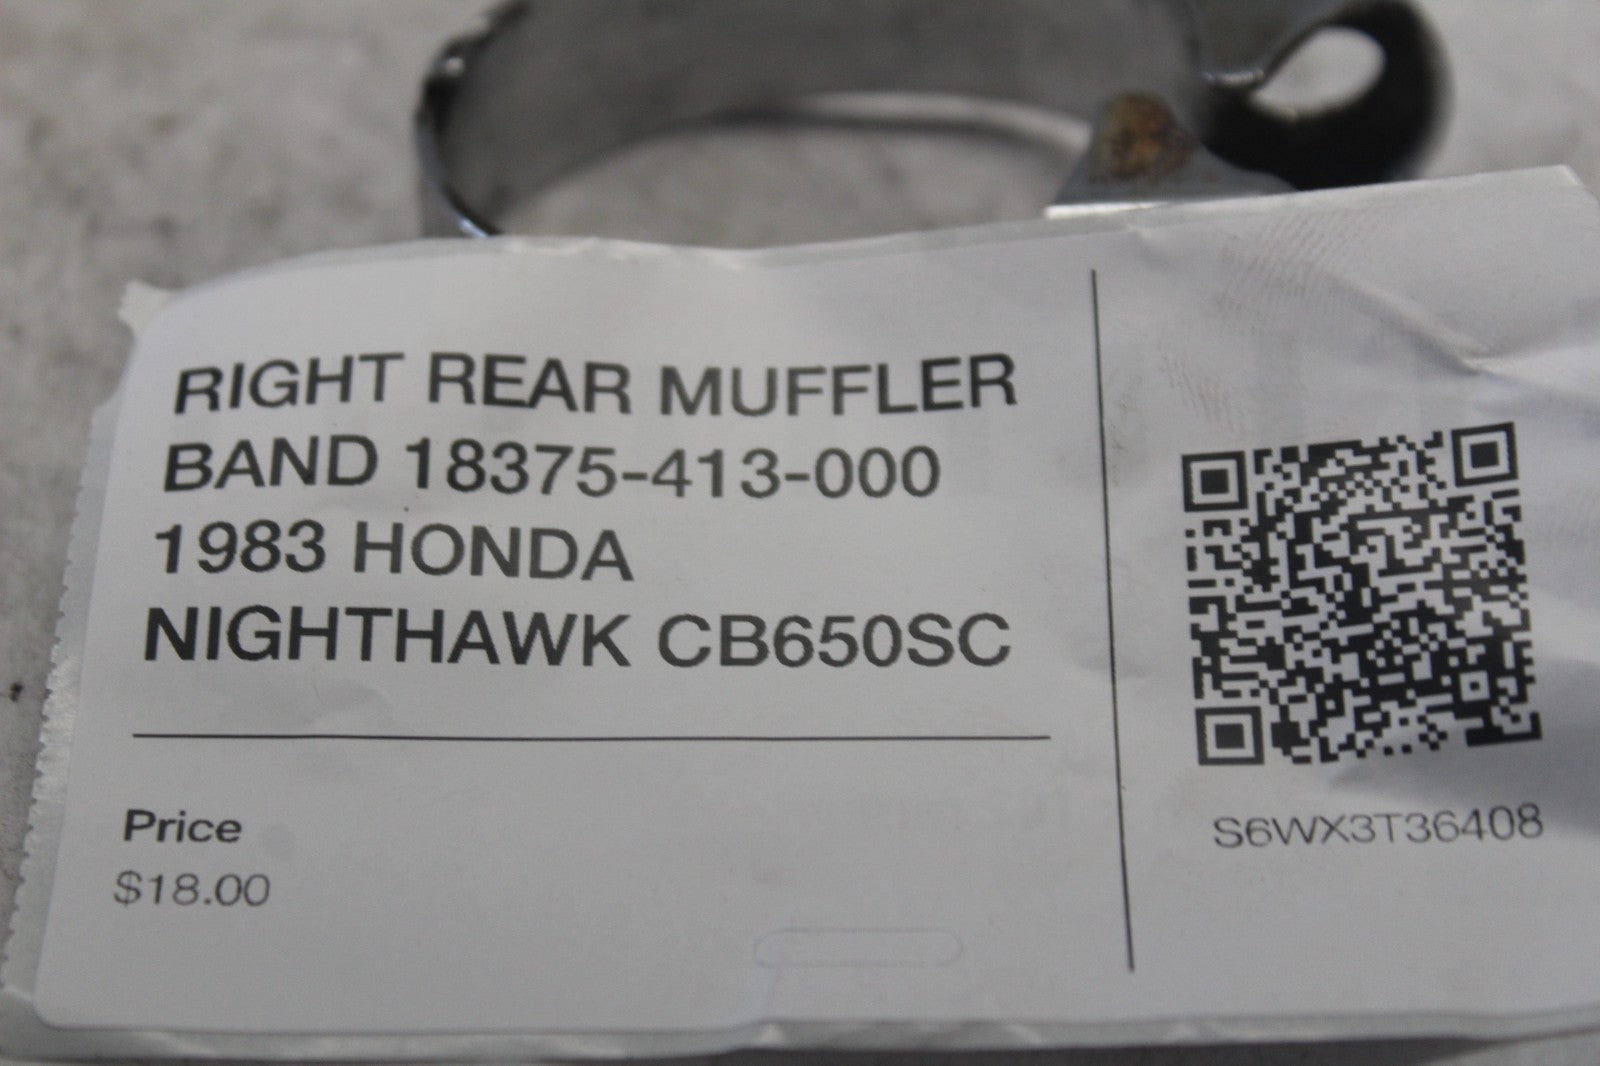 RIGHT REAR MUFFLER
BAND 18375-413-000
1983 HONDA
NIGHTHAWK CB650SC
Price
$18.00
S6WX3T36408